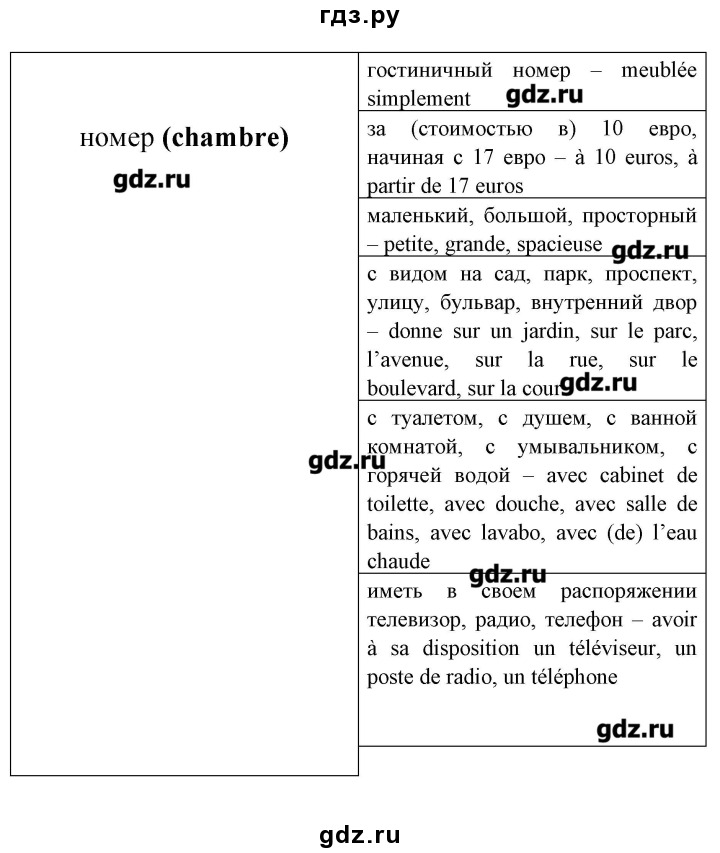 гдз.ру
номер (chambre)
gdz.ru
гостиничный номер – meublée
simplement
gdz.ru
за (стоимостью в) 10 евро,
начиная с 17 евро – à 10 euros, à
partir de 17 euros
маленький, большой, просторный
– petite, grande, spacieuse
gdz.ru
с видом на сад, парк, проспект,
улицу, бульвар, внутренний двор
– donne sur un jardin, sur le parc,
l’avenue, sur la rue, sur le
boulevard, sur la cour
gdz.ru
с туалетом, с душем, с ванной
комнатой, с умывальником, с
gdz.ru
горячей водой – avec cabinet de
toilette, avec douche, avec salle de
bains, avec lavabo, avec (de) l’eau
chaude
gdz.ru
иметь в своем распоряжении
телевизор, радио, телефон – avoir
à sa disposition un téléviseur, un
poste de radio, un téléphone
gdz.ru
gdz.ru